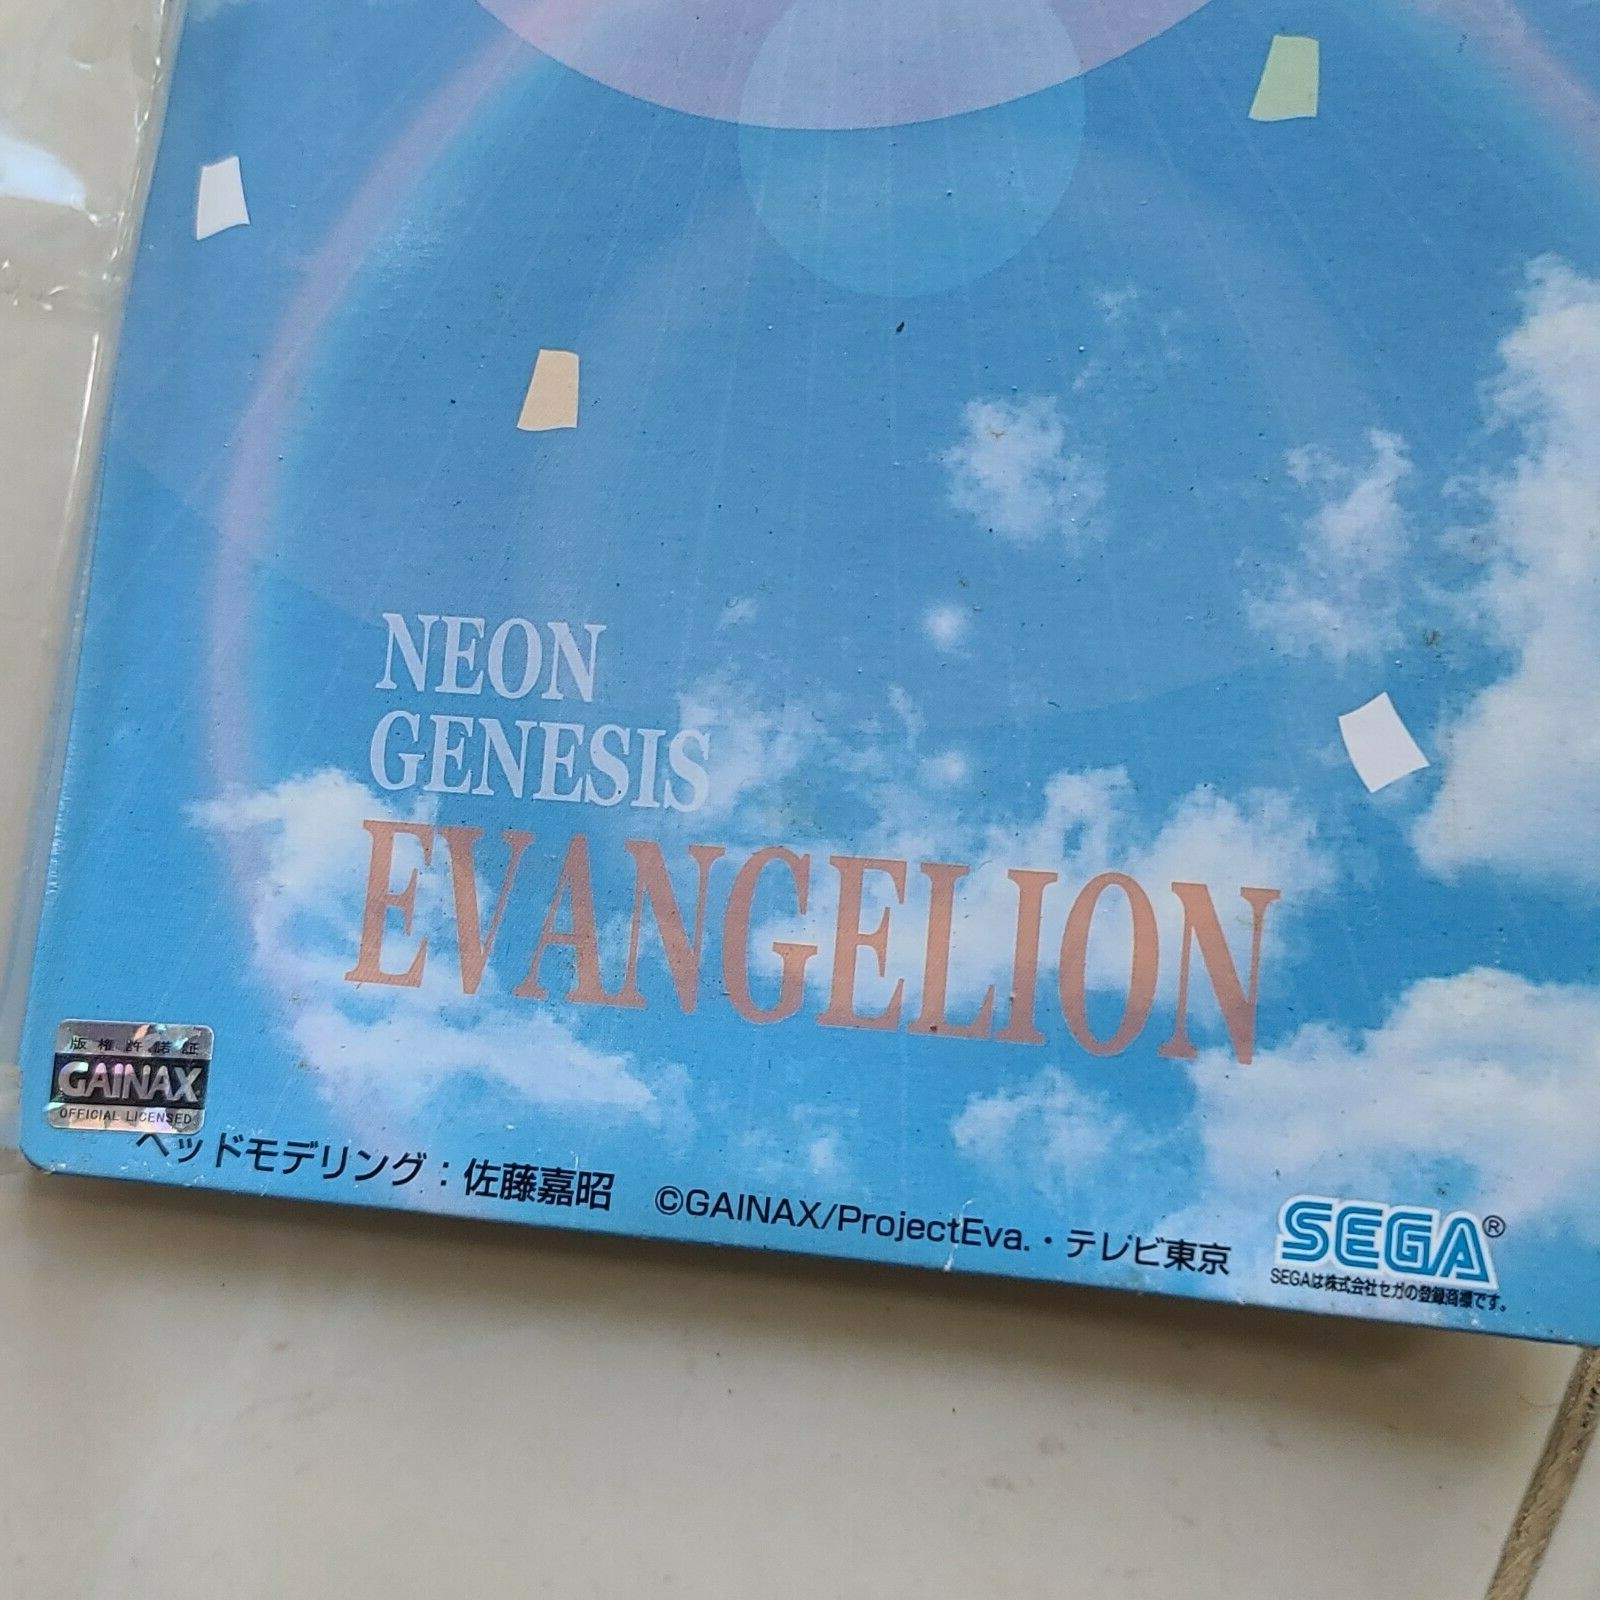 NEON
GENESIS
EVANGELION
版権許諾証
GAINAX
OFFICIAL LICENSED
ヘッドモデリング：佐藤嘉昭 ©GAINAX/ProjectEva.・テレビ東京
SEGA®
SEGAは株式会社セガの登録商標です。